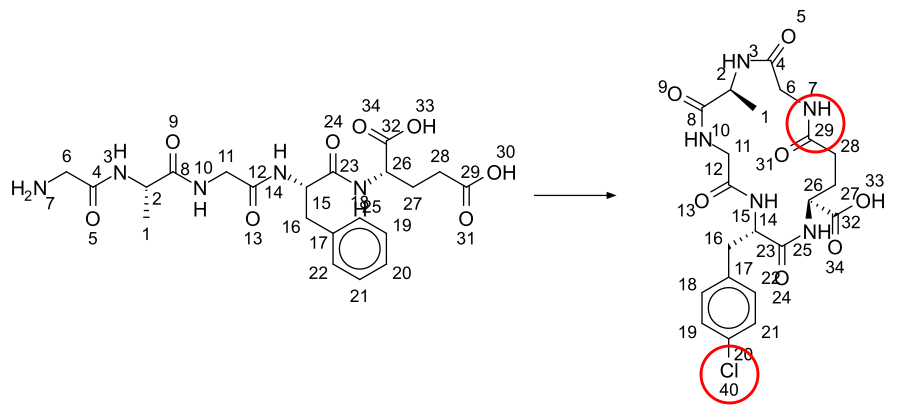 34 33
9 24 O 32 OH
O O
6 3 H 10 11 H 23 26 28 30
4 N 8 12 N 29 OH
H2N 7 N H 14 N 18 H 25 27
O 2 O 15 O
5 1 13 16 19 31
17
22 20
21
5
O
3
HN 4
2 6 7
9 O NH
8 1 29
HN 10 28
11 31 O
12 26 27 33
O NH OH
13 15 14 NH 32
16 23 25 O
17 22 O 34
18 24
19 21
20
Cl
40